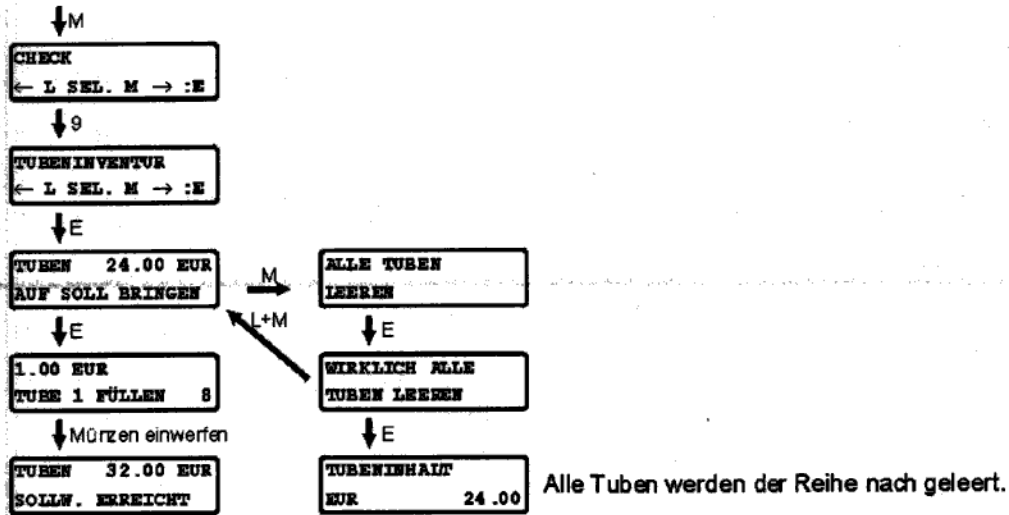 M
CHECK
← L SEL. M → :E
9
TUBENINVENTUR
← L SEL. M → :E
E
TUBEN 24.00 EUR
AUF SOLL BRINGEN
M
ALLE TUBEN
LEEREN
E
L+M
E
1.00 EUR
TUBE 1 FÜLLEN 8
WIRKLICH ALLE
TUBEN LEEREN
Münzen einwerfen
E
TUBEN 32.00 EUR
SOLLW. ERREICHT
TUBENINHALT
EUR 24.00
Alle Tuben werden der Reihe nach geleert.